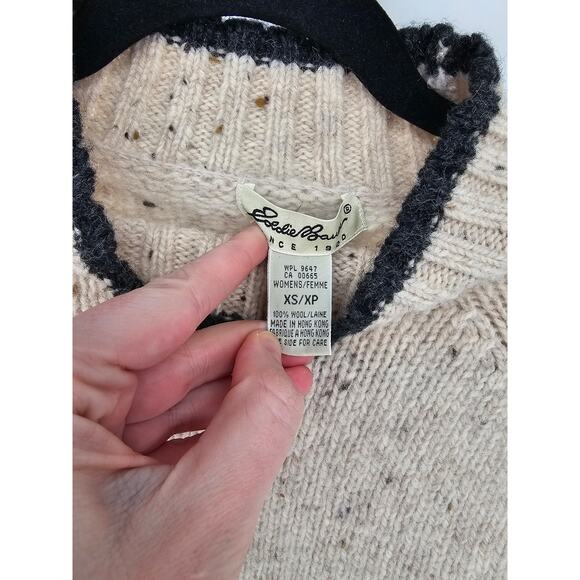 Eddie Bauer®
NCE 1920
WPL 9647
CA 00665
WOMENS/FEMME
XS/XP
100% WOOL/LAINE
MADE IN HONG KONG
FABRIQUE A HONG KONG
E SIDE FOR CARE